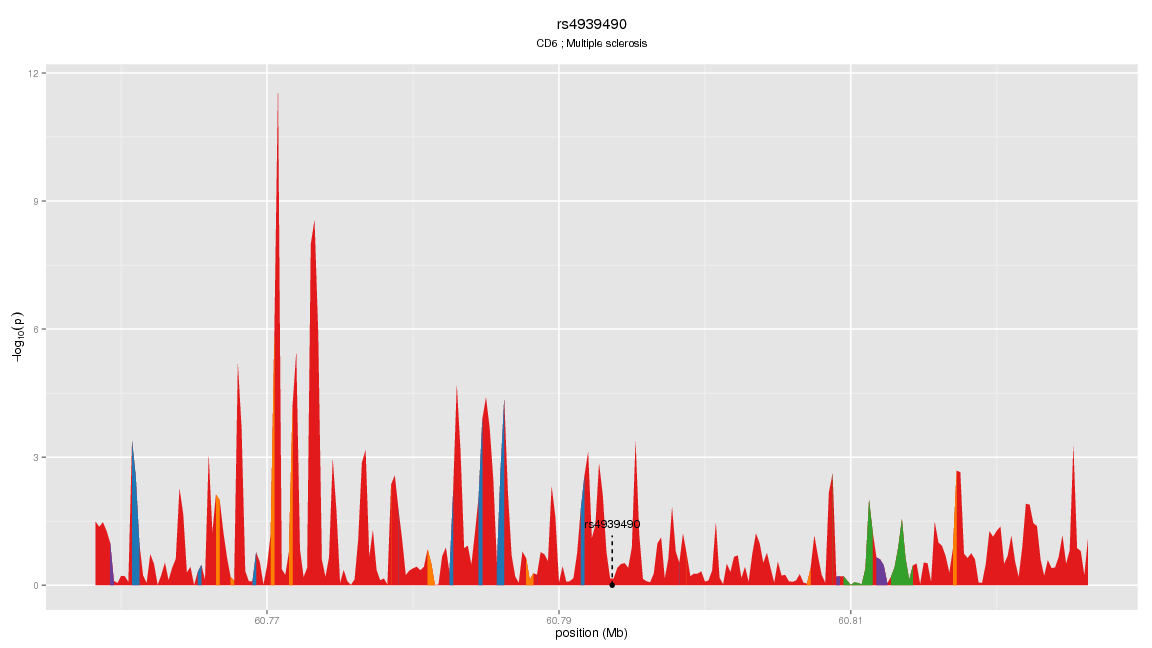 rs4939490
CD6 ; Multiple sclerosis
12
9
6
3
0
−log10(p)
rs4939490
60.77
60.79
60.81
position (Mb)